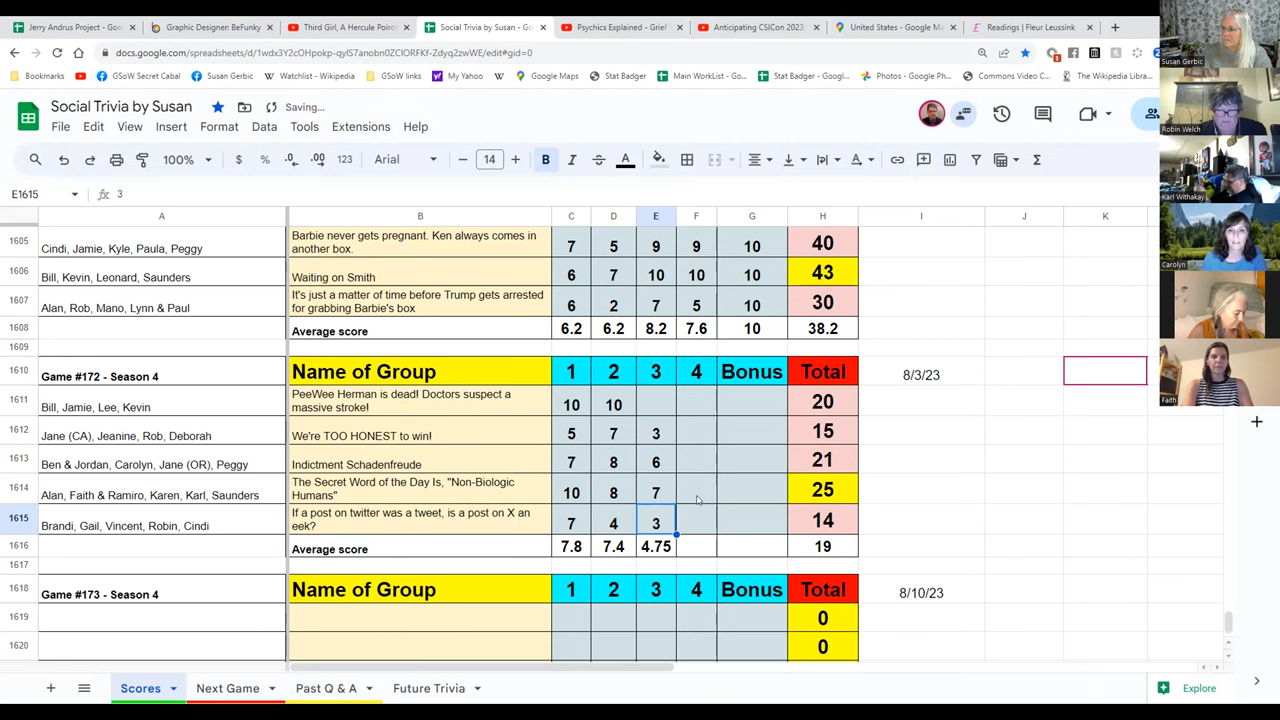 Jerry Andrus Project - Goo
Graphic Designer: BeFunky
Third Girl, A Hercule Poirot
Social Trivia by Susan - Go
Psychics Explained - Grief
Anticipating CSICon 2023
United States - Google Ma
Readings | Fleur Leussink
docs.google.com/spreadsheets/d/1wdx3Y2cOHpokp-qyIS7anobn0ZClORFKf-Zdyq2zwWE/edit#gid=0
Bookmarks
GSoW Secret Cabal
Susan Gerbic
Watchlist - Wikipedia
GSoW links
My Yahoo
Google Maps
Stat Badger
Main WorkList - Go...
Stat Badger - Goog...
Photos - Google Ph...
Commons Video C...
The Wikipedia Libra...
Social Trivia by Susan
Saving...
File Edit View Insert Format Data Tools Extensions Help
100% $ % .0 .00 123 Arial 14 B I S A
E1615 fx 3
A B C D E F G H I J K
1605 Cindi, Jamie, Kyle, Paula, Peggy Barbie never gets pregnant. Ken always comes in another box. 7 5 9 9 10 40
1606 Bill, Kevin, Leonard, Saunders Waiting on Smith 6 7 10 10 10 43
1607 Alan, Rob, Mano, Lynn & Paul It's just a matter of time before Trump gets arrested for grabbing Barbie's box 6 2 7 5 10 30
1608 Average score 6.2 6.2 8.2 7.6 10 38.2
1609
1610 Game #172 - Season 4 Name of Group 1 2 3 4 Bonus Total 8/3/23
1611 Bill, Jamie, Lee, Kevin PeeWee Herman is dead! Doctors suspect a massive stroke! 10 10 20
1612 Jane (CA), Jeanine, Rob, Deborah We're TOO HONEST to win! 5 7 3 15
1613 Ben & Jordan, Carolyn, Jane (OR), Peggy Indictment Schadenfreude 7 8 6 21
1614 Alan, Faith & Ramiro, Karen, Karl, Saunders The Secret Word of the Day Is, "Non-Biologic Humans" 10 8 7 25
1615 Brandi, Gail, Vincent, Robin, Cindi If a post on twitter was a tweet, is a post on X an eek? 7 4 3 14
1616 Average score 7.8 7.4 4.75 19
1617
1618 Game #173 - Season 4 Name of Group 1 2 3 4 Bonus Total 8/10/23
1619 0
1620 0
Scores Next Game Past Q & A Future Trivia Explore
Susan Gerbic
Robin Welch
Karl Withakay
Carolyn
Faith